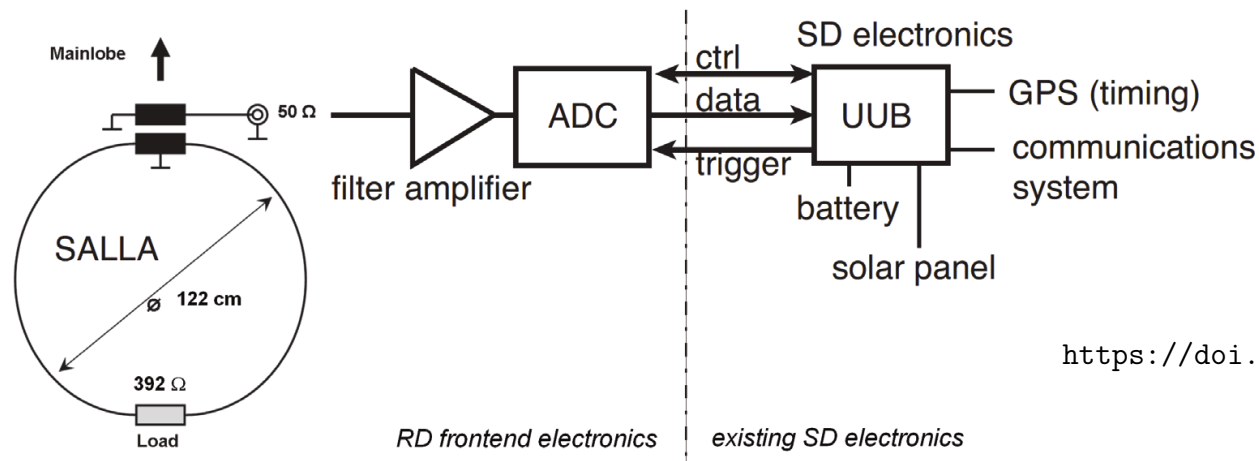 SD electronics
Mainlobe
ctrl
50 Ω
ADC
data
UUB
GPS (timing)
trigger
communications
system
filter amplifier
battery
SALLA
solar panel
ø 122 cm
https://doi.
392 Ω
Load
RD frontend electronics
existing SD electronics